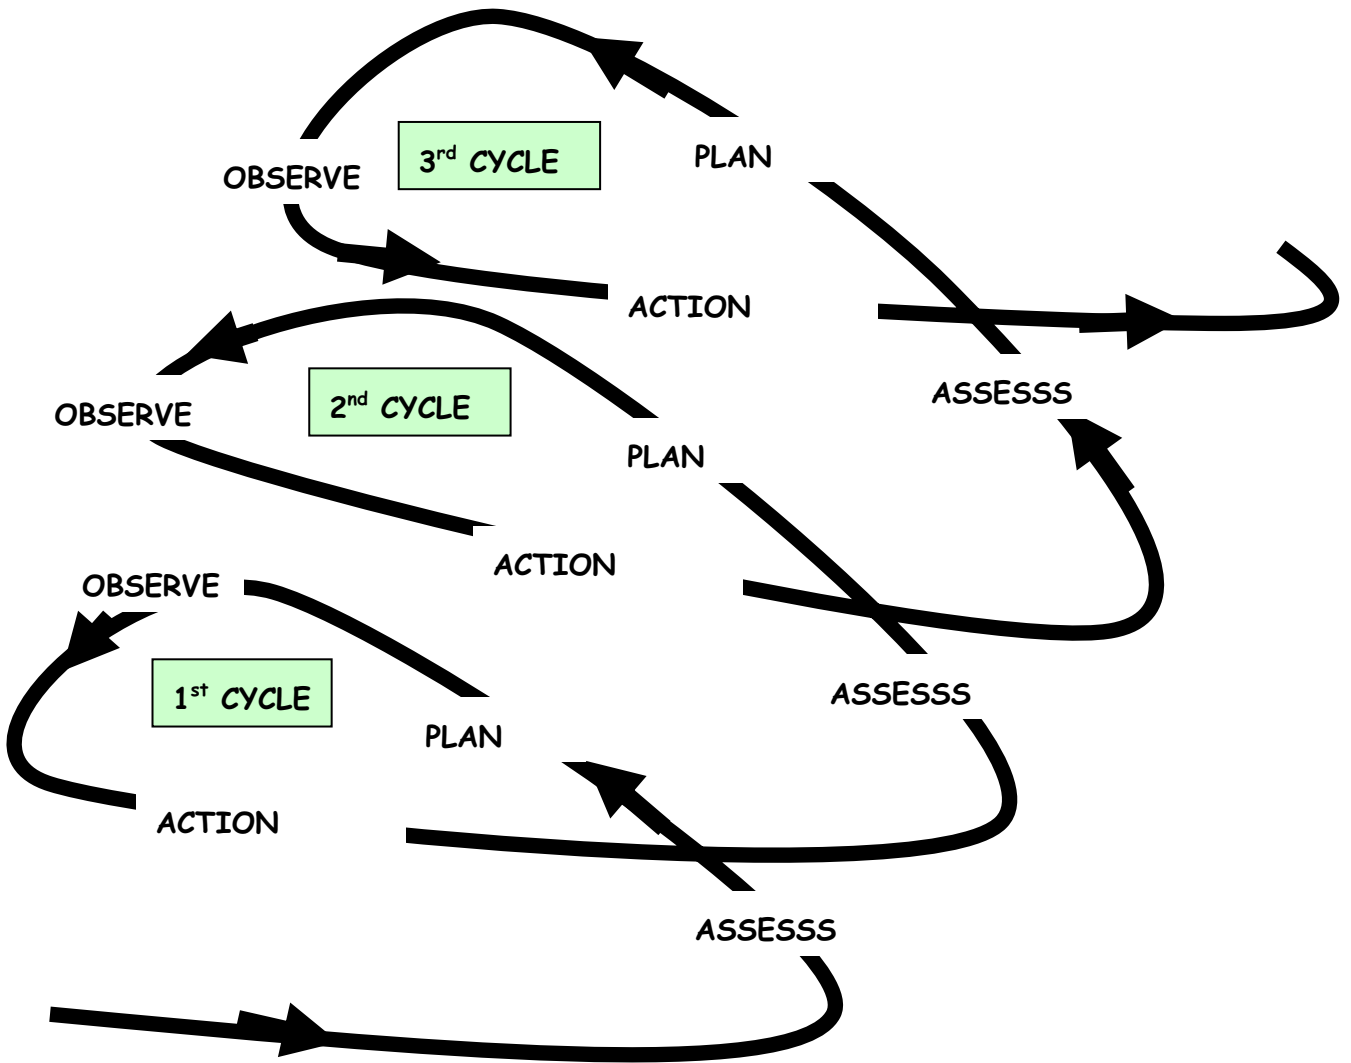 PLAN
3rd CYCLE
OBSERVE
ACTION
ASSESSS
2nd CYCLE
OBSERVE
PLAN
ACTION
OBSERVE
ASSESSS
1st CYCLE
PLAN
ACTION
ASSESSS